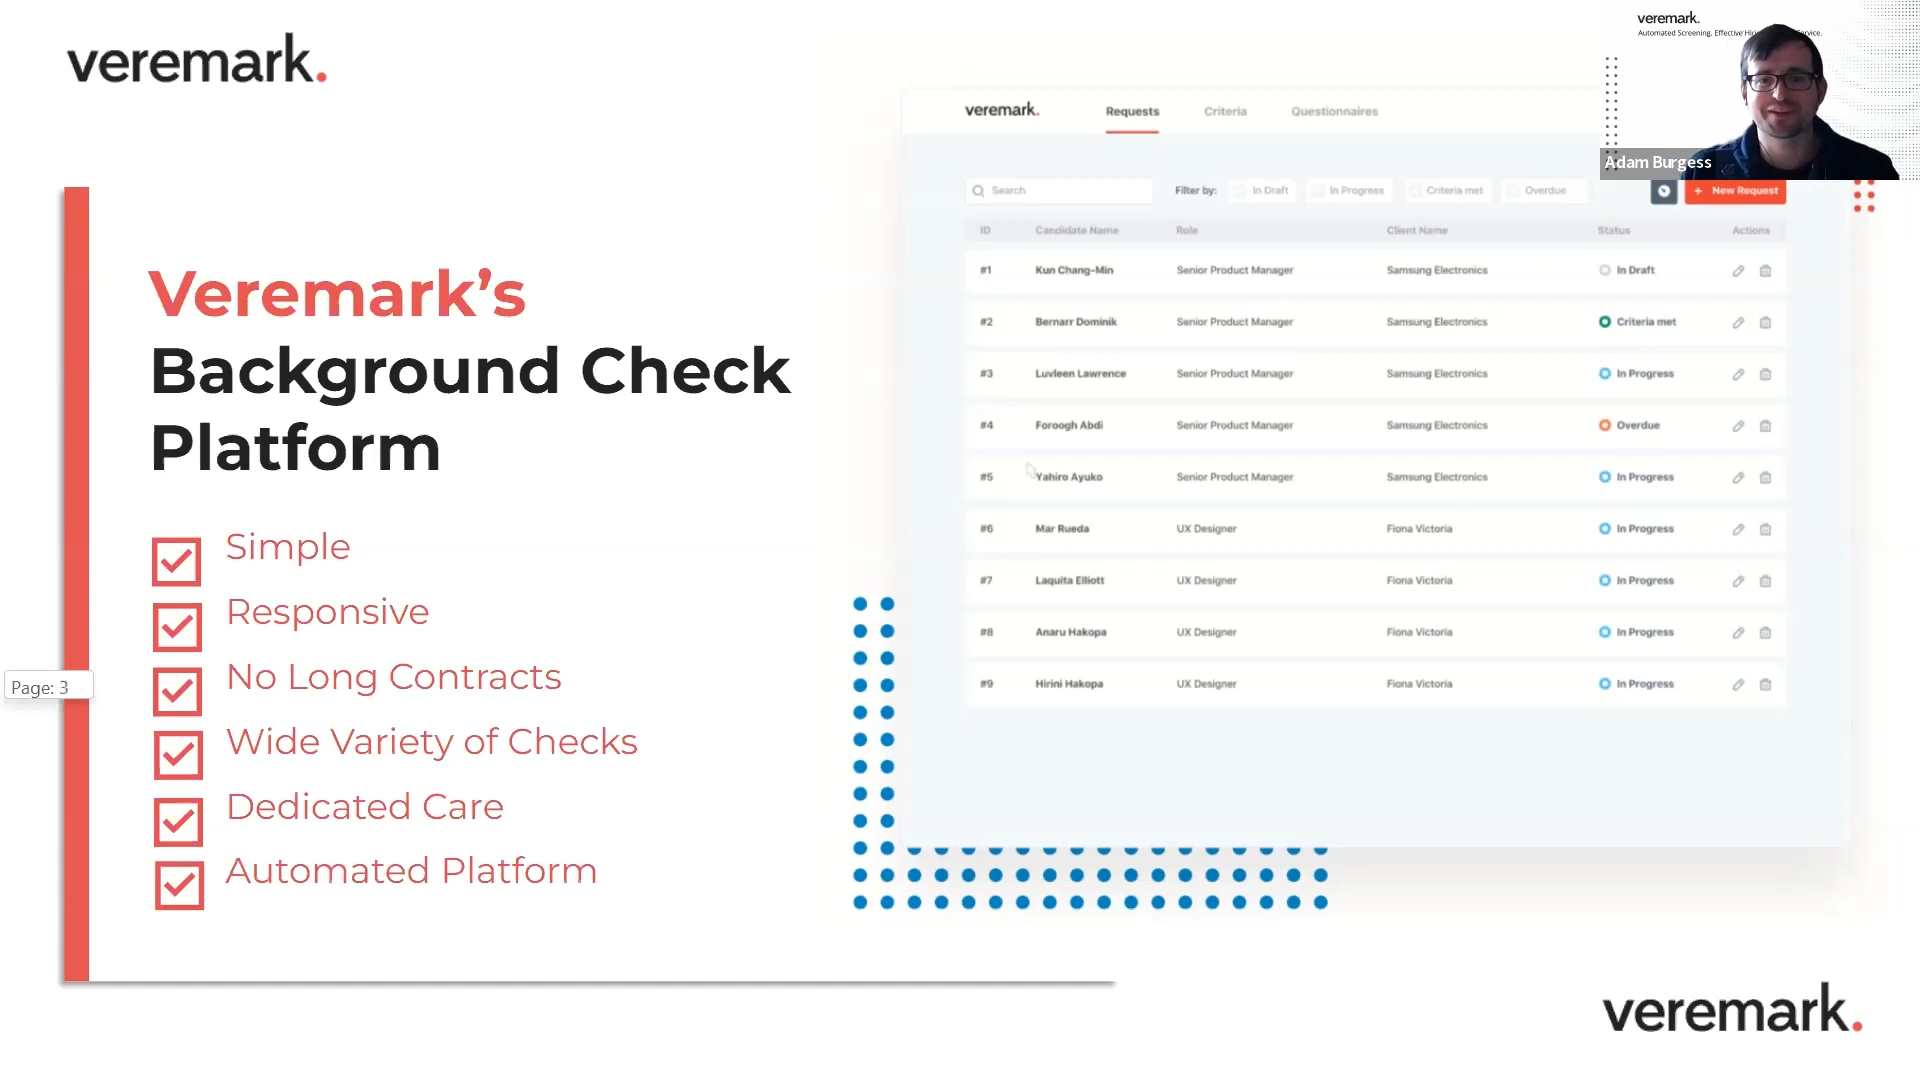 veremark.
Veremark's
Background Check
Platform
Simple
Responsive
No Long Contracts
Wide Variety of Checks
Dedicated Care
Automated Platform
Page: 3
veremark.
Requests Criteria Questionnaires
Search
Filter by: In Draft In Progress Criteria met Overdue
+ New Request
ID Candidate Name Role Client Name Status Actions
#1 Kun Chang-Min Senior Product Manager Samsung Electronics In Draft
#2 Bernarr Dominik Senior Product Manager Samsung Electronics Criteria met
#3 Luvleen Lawrence Senior Product Manager Samsung Electronics In Progress
#4 Foroogh Abdi Senior Product Manager Samsung Electronics Overdue
#5 Yahiro Ayuko Senior Product Manager Samsung Electronics In Progress
#6 Mar Rueda UX Designer Fiona Victoria In Progress
#7 Laquita Elliott UX Designer Fiona Victoria In Progress
#8 Anaru Hakopa UX Designer Fiona Victoria In Progress
#9 Hirini Hakopa UX Designer Fiona Victoria In Progress
veremark.
Automated Screening. Effective
Adam Burgess
veremark.